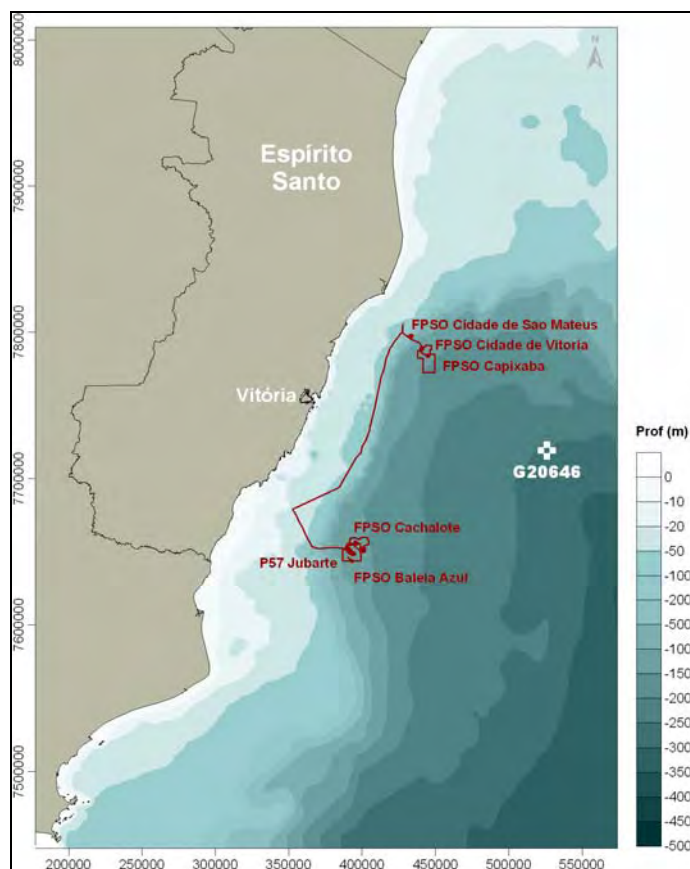 8000000
N
7900000
Espírito
Santo
7800000
FPSO Cidade de Sao Mateus
FPSO Cidade de Vitoria
FPSO Capixaba
Vitória
Prof (m)
G20646
7700000
FPSO Cachalote
P57 Jubarte
FPSO Baleia Azul
7600000
7500000
0
-10
-20
-50
-500
-100
-150
-200
-250
-300
-350
-400
-450
-500
200000 250000 300000 350000 400000 450000 500000 550000